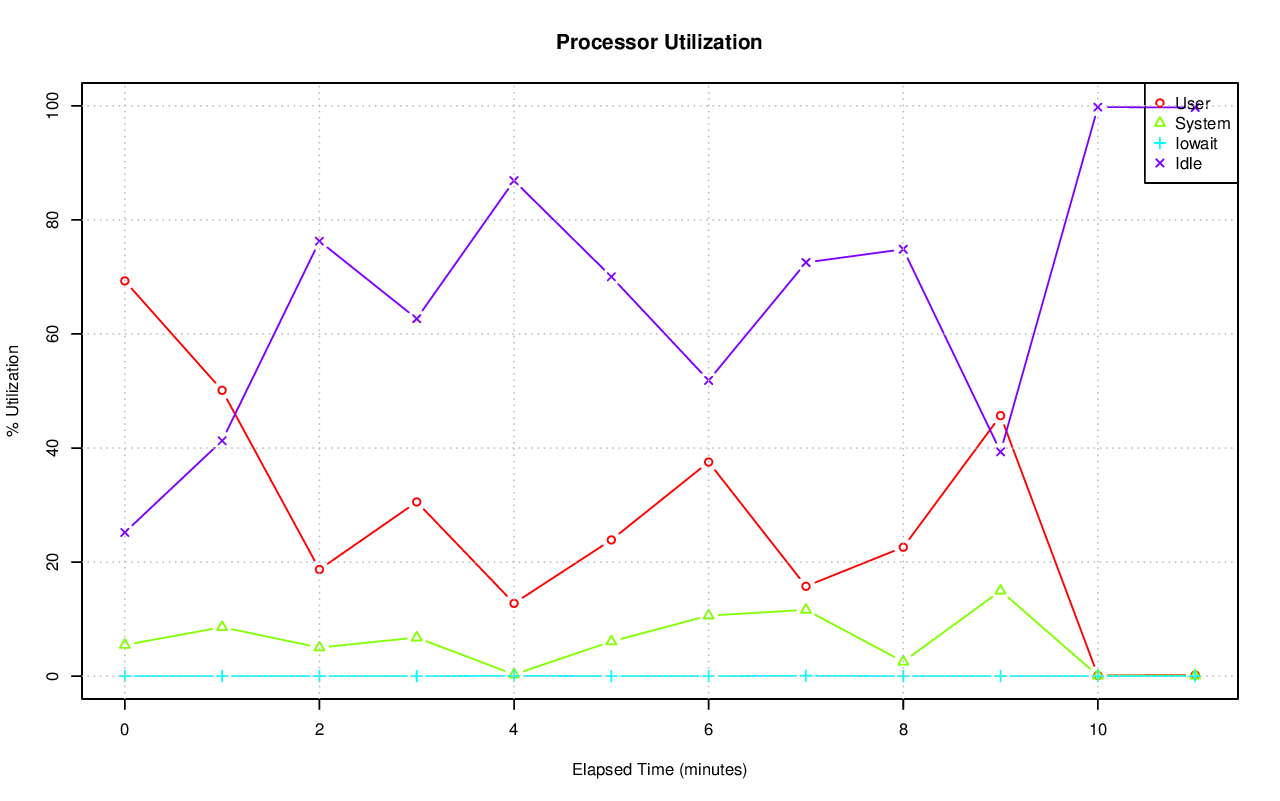 Processor Utilization
% Utilization
100
80
60
40
20
0
User
System
Iowait
Idle
0 2 4 6 8 10
Elapsed Time (minutes)